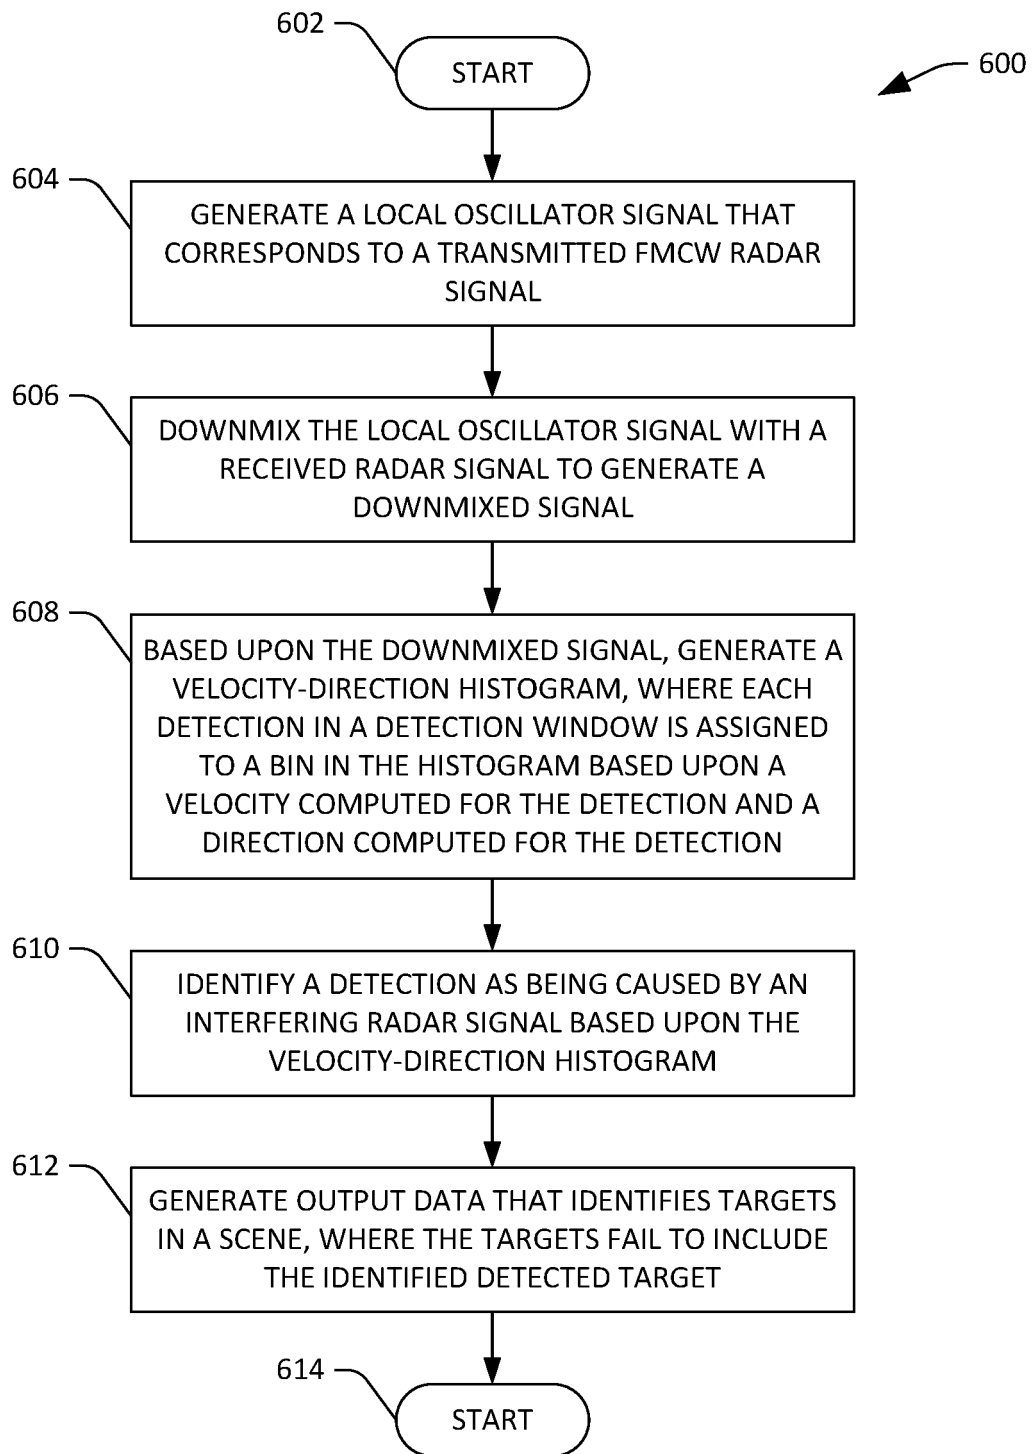 602
START
600
604
GENERATE A LOCAL OSCILLATOR SIGNAL THAT
CORRESPONDS TO A TRANSMITTED FMCW RADAR
SIGNAL
606
DOWNMIX THE LOCAL OSCILLATOR SIGNAL WITH A
RECEIVED RADAR SIGNAL TO GENERATE A
DOWNMIXED SIGNAL
608
BASED UPON THE DOWNMIXED SIGNAL, GENERATE A
VELOCITY-DIRECTION HISTOGRAM, WHERE EACH
DETECTION IN A DETECTION WINDOW IS ASSIGNED
TO A BIN IN THE HISTOGRAM BASED UPON A
VELOCITY COMPUTED FOR THE DETECTION AND A
DIRECTION COMPUTED FOR THE DETECTION
610
IDENTIFY A DETECTION AS BEING CAUSED BY AN
INTERFERING RADAR SIGNAL BASED UPON THE
VELOCITY-DIRECTION HISTOGRAM
612
GENERATE OUTPUT DATA THAT IDENTIFIES TARGETS
IN A SCENE, WHERE THE TARGETS FAIL TO INCLUDE
THE IDENTIFIED DETECTED TARGET
614
START